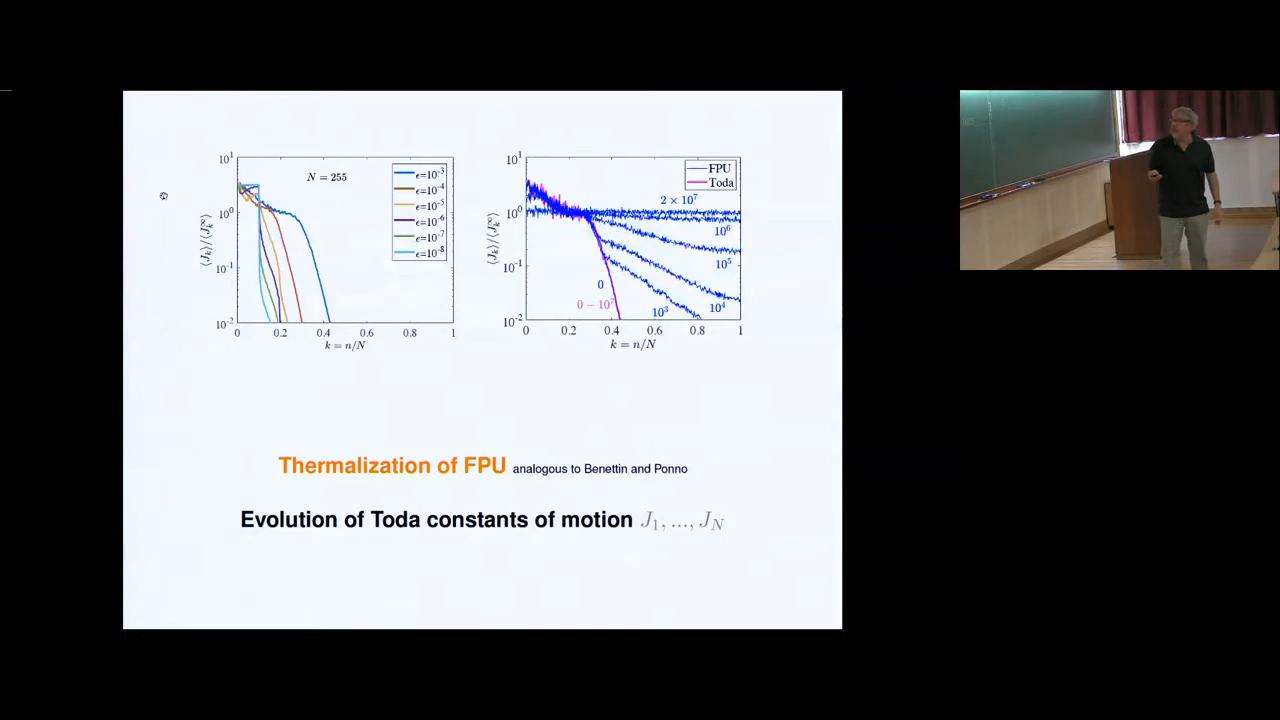 10¹
10⁰
10⁻¹
10⁻²
⟨J_k⟩/⟨J_k^∞⟩
N = 255
ϵ=10⁻³
ϵ=10⁻⁴
ϵ=10⁻⁵
ϵ=10⁻⁶
ϵ=10⁻⁷
ϵ=10⁻⁸
0 0.2 0.4 0.6 0.8 1
k = n/N
10¹
10⁰
10⁻¹
10⁻²
⟨J_k⟩/⟨J_k^∞⟩
FPU
Toda
2 × 10⁷
10⁶
10⁵
10⁴
10³
0
0 − 10⁷
0 0.2 0.4 0.6 0.8 1
k = n/N
Thermalization of FPU analogous to Benettin and Ponno
Evolution of Toda constants of motion J₁, ..., J_N